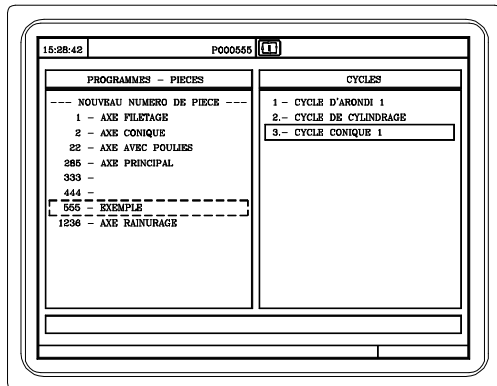 15:28:42 P000555
PROGRAMMES - PIECES
--- NOUVEAU NUMERO DE PIECE ---
1 - AXE FILETAGE
2 - AXE CONIQUE
22 - AXE AVEC POULIES
285 - AXE PRINCIPAL
333 -
444 -
555 - EXEMPLE
1236 - AXE RAINURAGE
CYCLES
1 - CYCLE D'ARONDI 1
2.- CYCLE DE CYLINDRAGE
3.- CYCLE CONIQUE 1